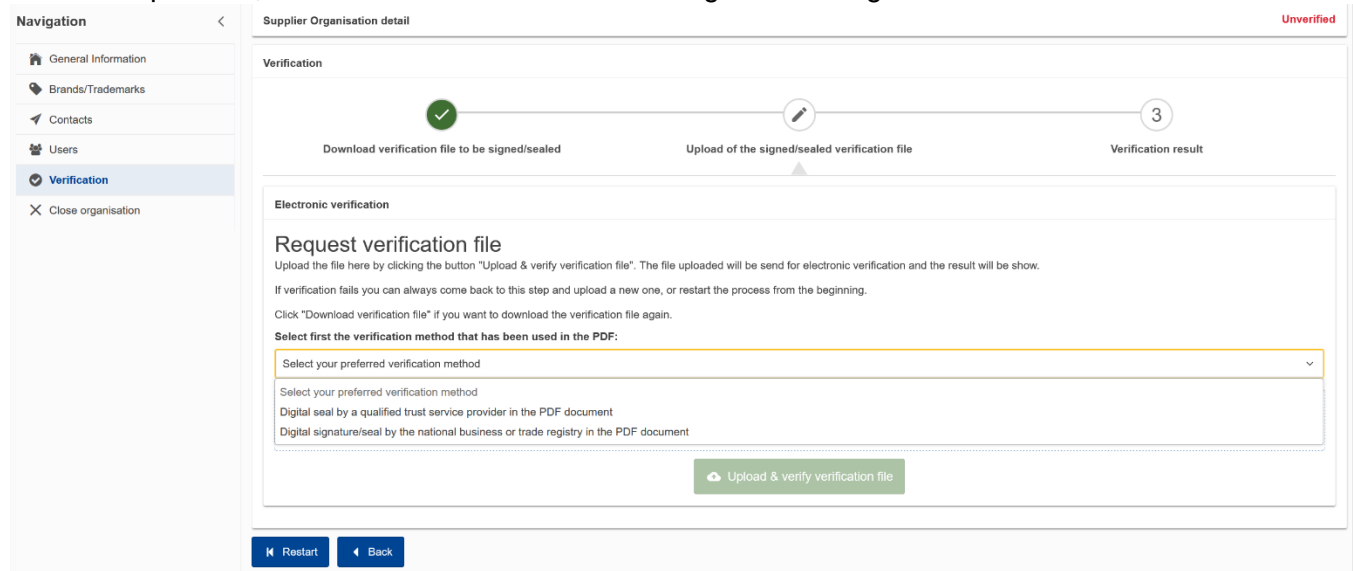 Navigation
Supplier Organisation detail
Unverified
General Information
Brands/Trademarks
Contacts
Users
Verification
Close organisation
Verification
3
Download verification file to be signed/sealed
Upload of the signed/sealed verification file
Verification result
Electronic verification
Request verification file
Upload the file here by clicking the button "Upload & verify verification file". The file uploaded will be send for electronic verification and the result will be show.
If verification fails you can always come back to this step and upload a new one, or restart the process from the beginning.
Click "Download verification file" if you want to download the verification file again.
Select first the verification method that has been used in the PDF:
Select your preferred verification method
Select your preferred verification method
Digital seal by a qualified trust service provider in the PDF document
Digital signature/seal by the national business or trade registry in the PDF document
Upload & verify verification file
Restart
Back